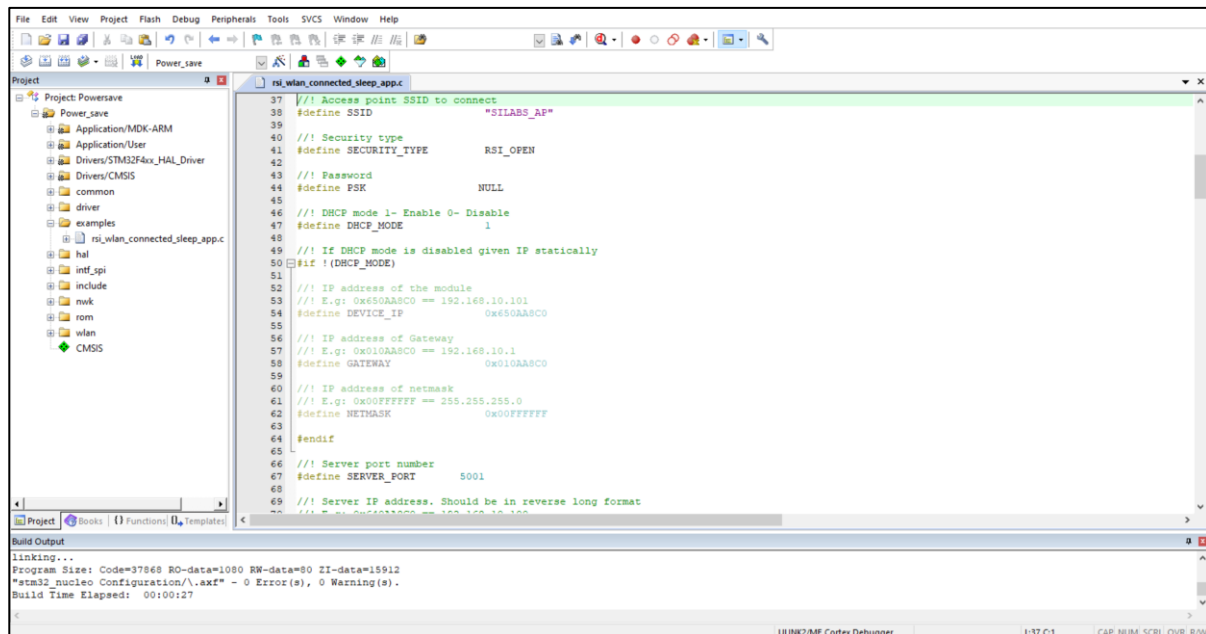 File Edit View Project Flash Debug Peripherals Tools SVCS Window Help
Power_save
Project
rsi_wlan_connected_sleep_app.c
Project: Powersave
Power_save
Application/MDK-ARM
Application/User
Drivers/STM32F4xx_HAL_Driver
Drivers/CMSIS
common
driver
examples
rsi_wlan_connected_sleep_app.c
hal
intf_spi
include
nwk
rom
wlan
CMSIS
37 //! Access point SSID to connect
38 #define SSID "SILABS_AP"
39
40 //! Security type
41 #define SECURITY_TYPE RSI_OPEN
42
43 //! Password
44 #define PSK NULL
45
46 //! DHCP mode 1- Enable 0- Disable
47 #define DHCP_MODE 1
48
49 //! If DHCP mode is disabled given IP statically
50 #if !(DHCP_MODE)
51
52 //! IP address of the module
53 //! E.g: 0x650AA8C0 == 192.168.10.101
54 #define DEVICE_IP 0x650AA8C0
55
56 //! IP address of Gateway
57 //! E.g: 0x010AA8C0 == 192.168.10.1
58 #define GATEWAY 0x010AA8C0
59
60 //! IP address of netmask
61 //! E.g: 0x00FFFFFF == 255.255.255.0
62 #define NETMASK 0x00FFFFFF
63
64 #endif
65
66 //! Server port number
67 #define SERVER_PORT 5001
68
69 //! Server IP address. Should be in reverse long format
Project Books {} Functions Templates
Build Output
linking...
Program Size: Code=37868 RO-data=1080 RW-data=80 ZI-data=15912
"stm32_nucleo Configuration/\.axf" - 0 Error(s), 0 Warning(s).
Build Time Elapsed: 00:00:27
ULINK2/ME Cortex Debugger L:37 C:1 CAP NUM SCRL OVR R/W